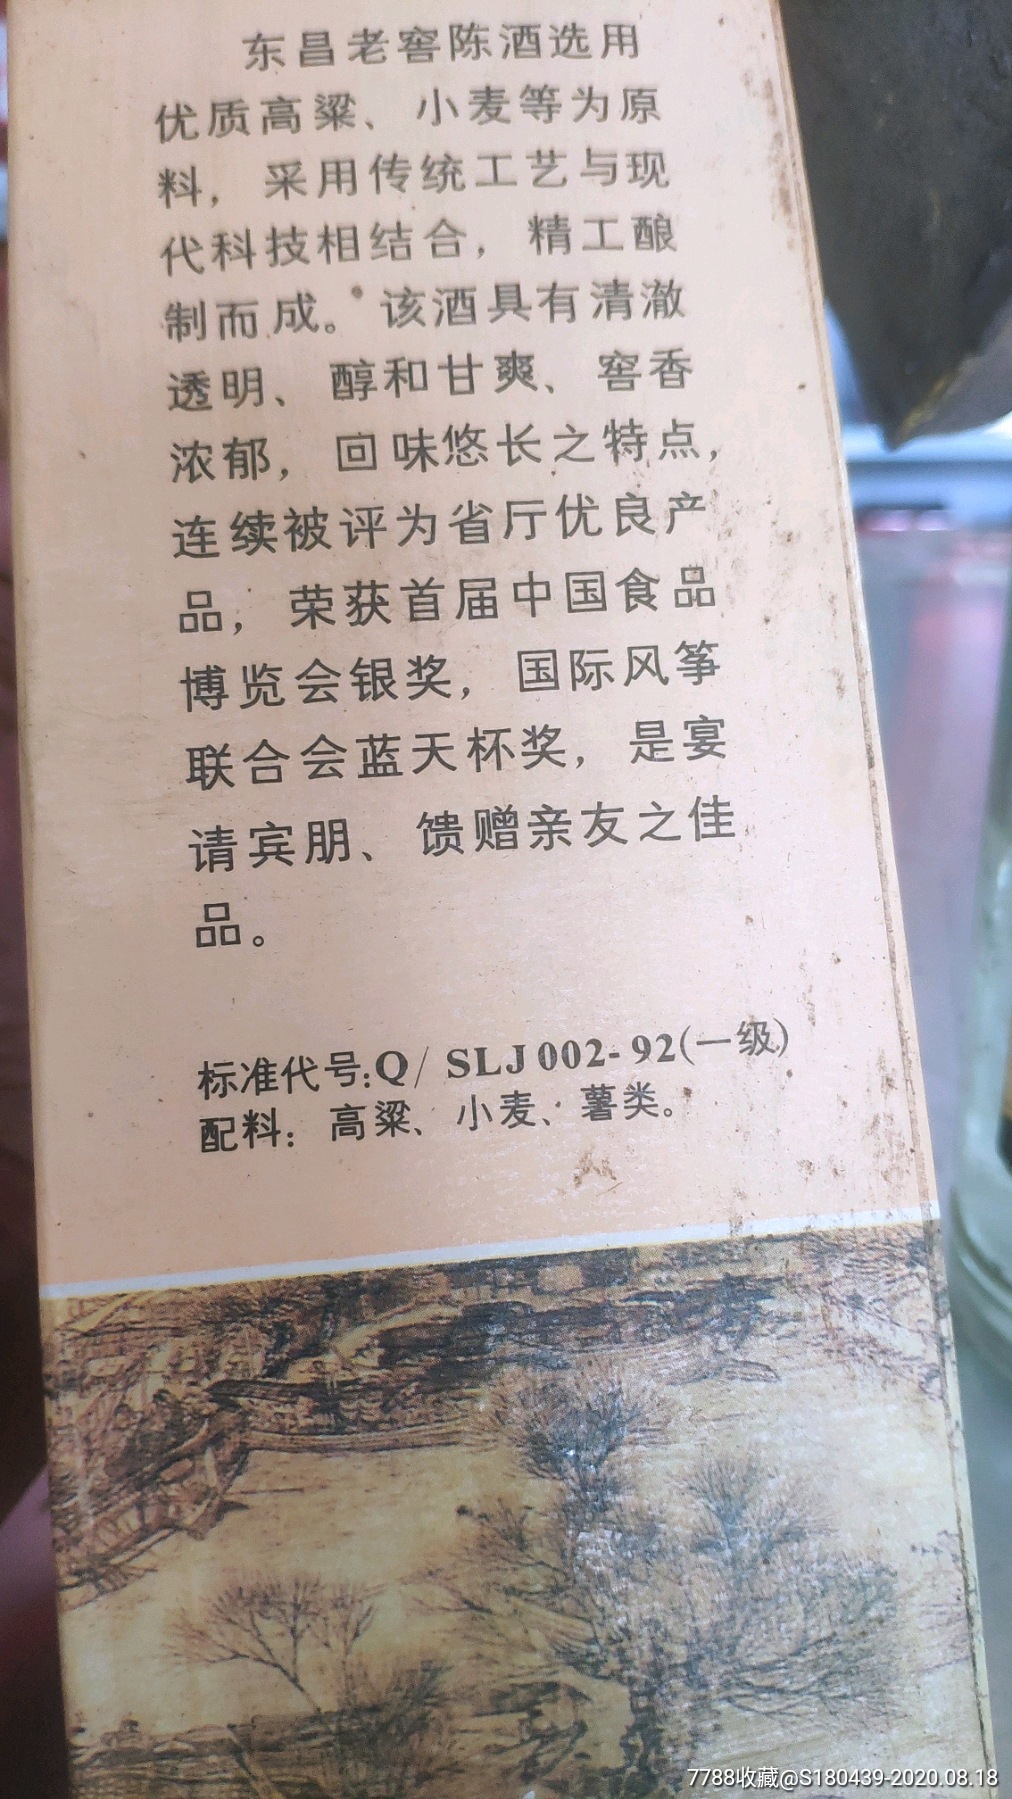 东昌老窖陈酒选用
优质高粱、小麦等为原
料，采用传统工艺与现
代科技相结合，精工酿
制而成。该酒具有清澈
透明、醇和甘爽、窖香
浓郁，回味悠长之特点，
连续被评为省厅优良产
品，荣获首届中国食品
博览会银奖，国际风筝
联合会蓝天杯奖，是宴
请宾朋、馈赠亲友之佳
品。
标准代号:Q/SLJ002-92(一级)
配料：高粱、小麦、薯类。
7788收藏@S180439-2020.08.18